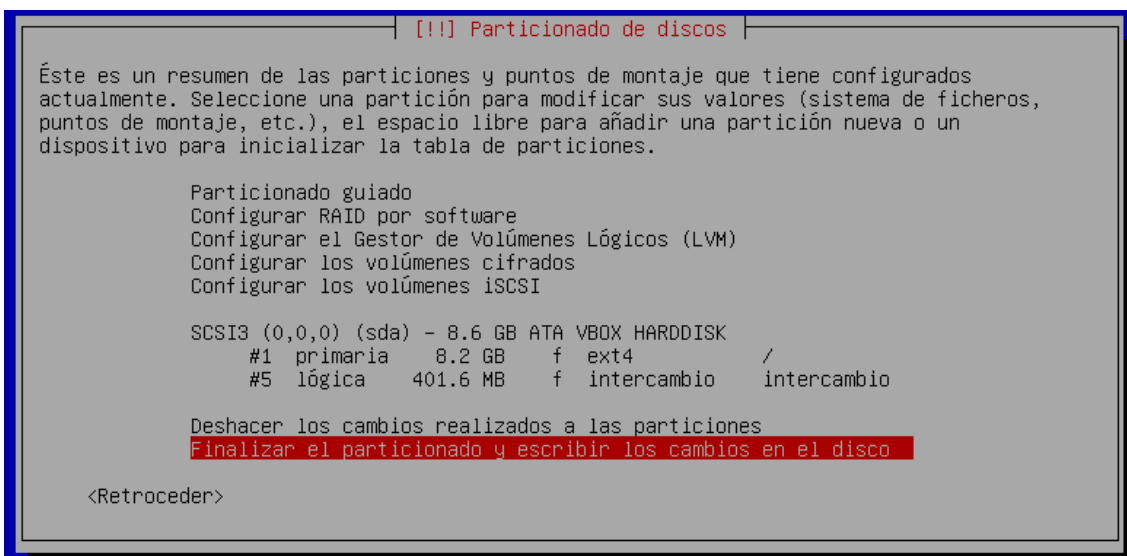 [!!] Particionado de discos
Éste es un resumen de las particiones y puntos de montaje que tiene configurados
actualmente. Seleccione una partición para modificar sus valores (sistema de ficheros,
puntos de montaje, etc.), el espacio libre para añadir una partición nueva o un
dispositivo para inicializar la tabla de particiones.
Particionado guiado
Configurar RAID por software
Configurar el Gestor de Volúmenes Lógicos (LVM)
Configurar los volúmenes cifrados
Configurar los volúmenes iSCSI
SCSI3 (0,0,0) (sda) – 8.6 GB ATA VBOX HARDDISK
#1 primaria 8.2 GB f ext4 /
#5 lógica 401.6 MB f intercambio intercambio
Deshacer los cambios realizados a las particiones
Finalizar el particionado y escribir los cambios en el disco
<Retroceder>